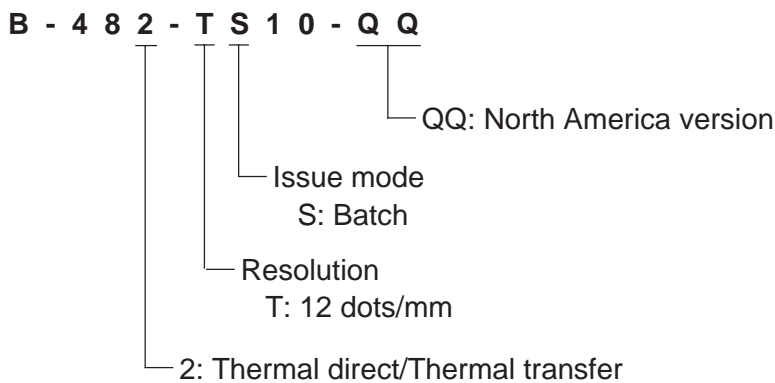 B - 4 8 2 - T S 1 0 - Q Q
QQ: North America version
Issue mode
S: Batch
Resolution
T: 12 dots/mm
2: Thermal direct/Thermal transfer